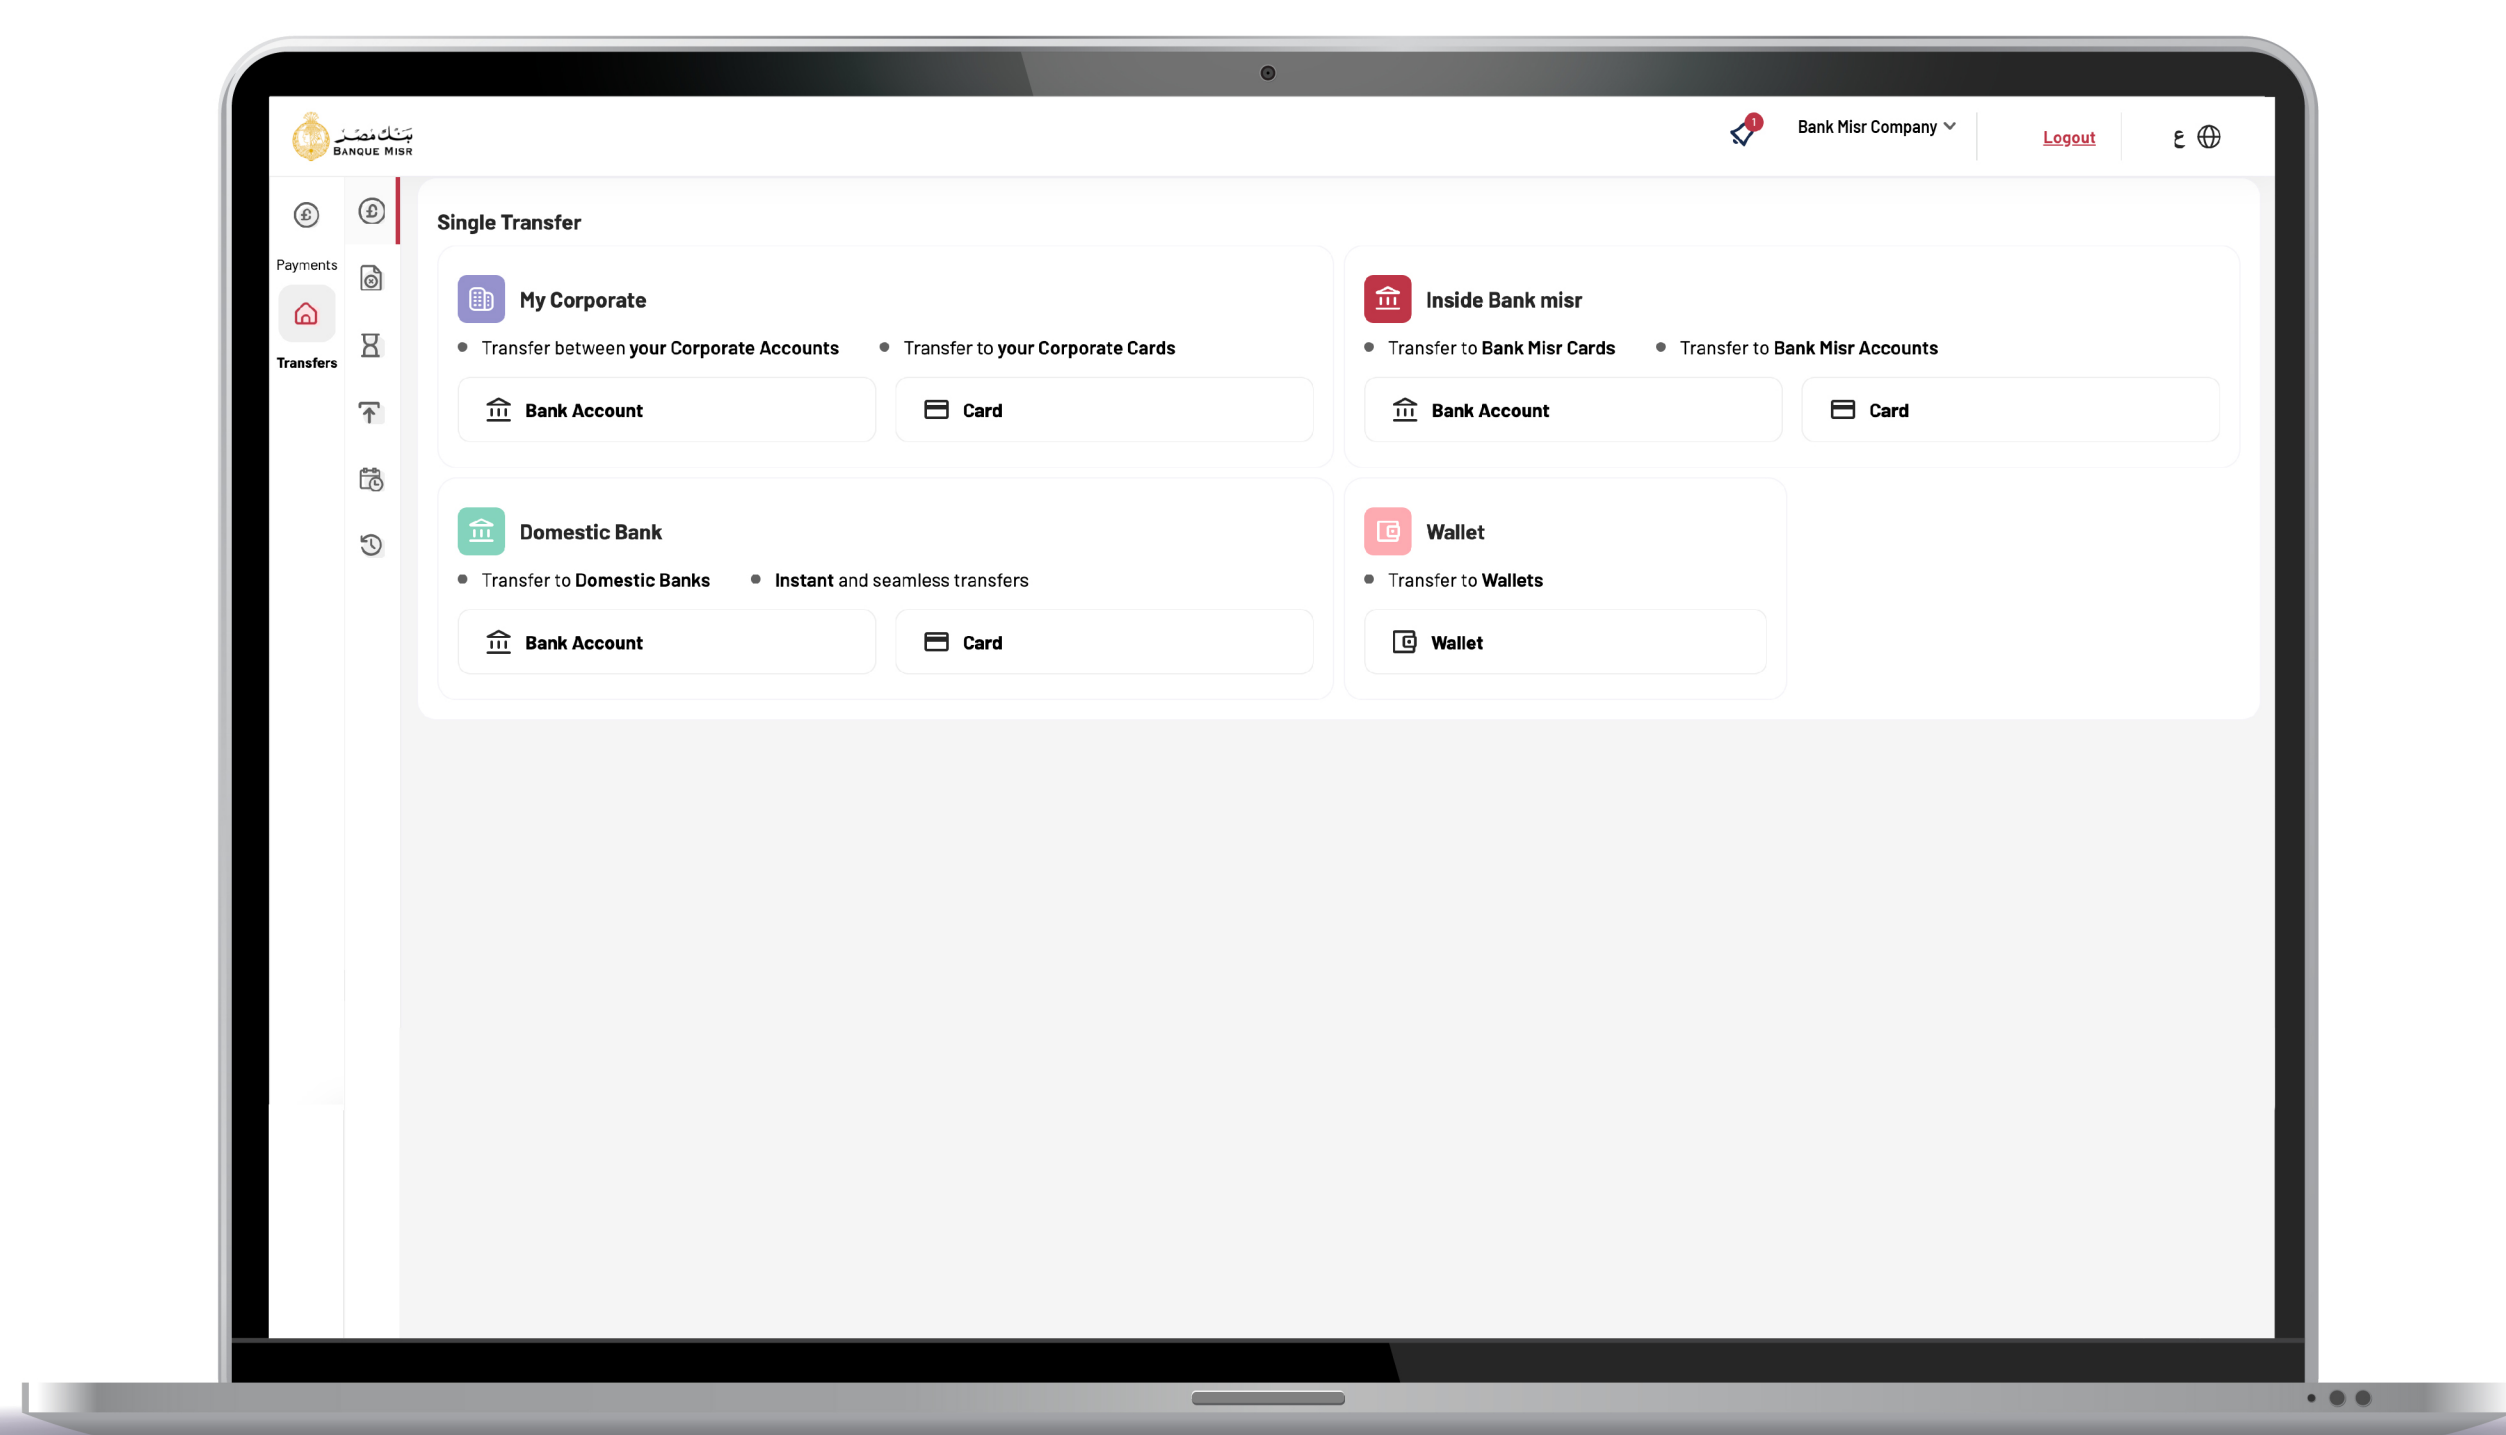 بنك مصر
BANQUE MISR
1
Bank Misr Company
Logout
ع
Payments
Transfers
Single Transfer
My Corporate
Transfer between your Corporate Accounts
Transfer to your Corporate Cards
Bank Account
Card
Inside Bank misr
Transfer to Bank Misr Cards
Transfer to Bank Misr Accounts
Bank Account
Card
Domestic Bank
Transfer to Domestic Banks
Instant and seamless transfers
Bank Account
Card
Wallet
Transfer to Wallets
Wallet